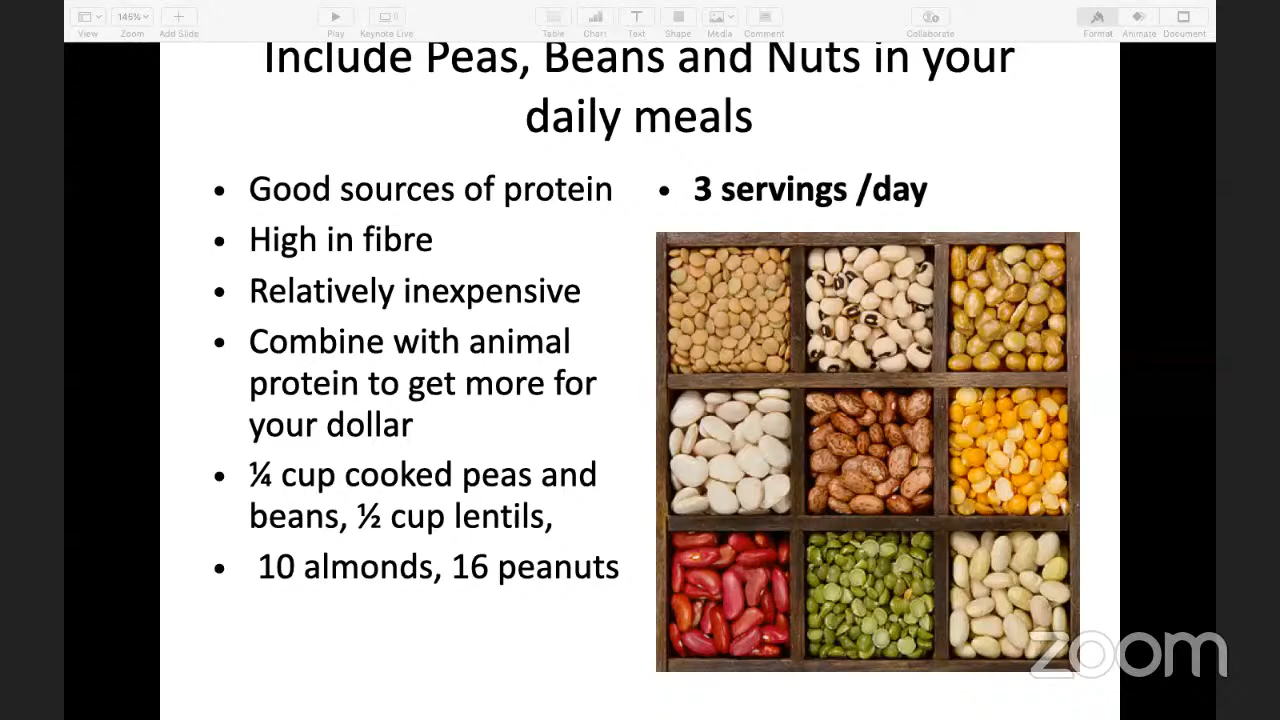 145%
View
Zoom
Add Slide
Play
Keynote Live
Table
Chart
Text
Shape
Media
Comment
Collaborate
Format
Animate
Document
Include Peas, Beans and Nuts in your
daily meals
• Good sources of protein
• High in fibre
• Relatively inexpensive
• Combine with animal
protein to get more for
your dollar
• ¼ cup cooked peas and
beans, ½ cup lentils,
• 10 almonds, 16 peanuts
• 3 servings /day
zoom